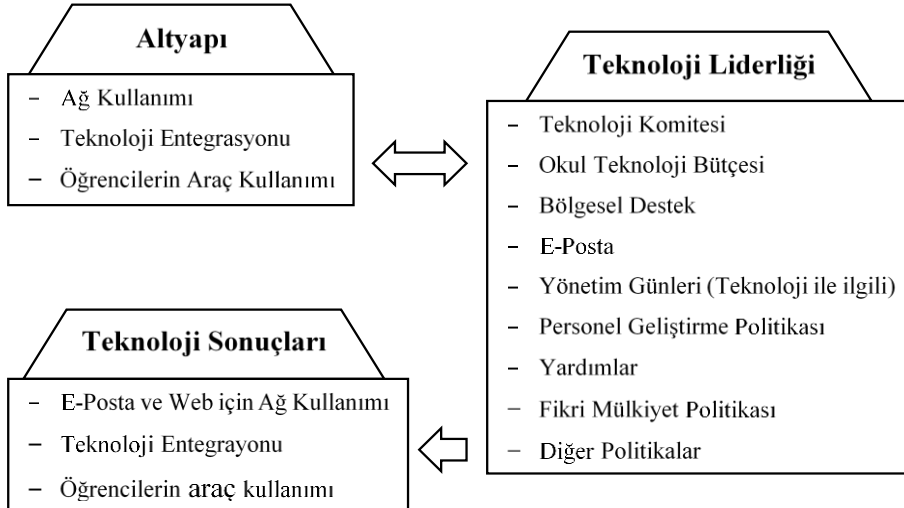 Altyapı
- Ağ Kullanımı
- Teknoloji Entegrasyonu
- Öğrencilerin Araç Kullanımı
Teknoloji Liderliği
- Teknoloji Komitesi
- Okul Teknoloji Bütçesi
- Bölgesel Destek
- E-Posta
- Yönetim Günleri (Teknoloji ile ilgili)
- Personel Geliştirme Politikası
- Yardımlar
- Fikri Mülkiyet Politikası
- Diğer Politikalar
Teknoloji Sonuçları
- E-Posta ve Web için Ağ Kullanımı
- Teknoloji Entegrayonu
- Öğrencilerin araç kullanımı